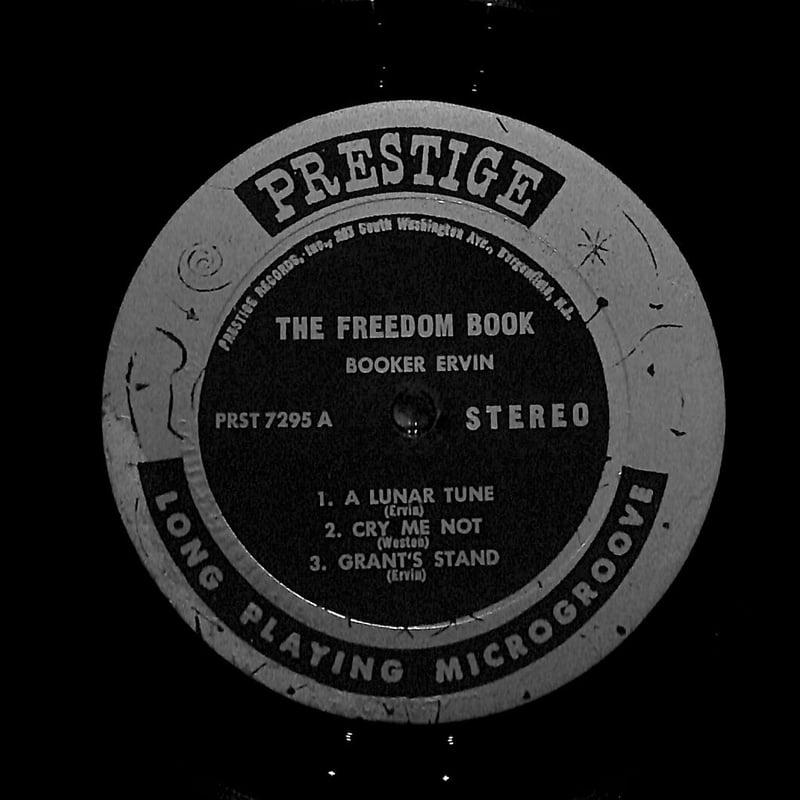 PRESTIGE
PRESTIGE RECORDS, Inc., 203 South Washington Ave., Bergenfield, N.J.
THE FREEDOM BOOK
BOOKER ERVIN
PRST 7295 A
STEREO
1. A LUNAR TUNE
(Ervin)
2. CRY ME NOT
(Weston)
3. GRANT'S STAND
(Ervin)
LONG PLAYING MICROGROOVE